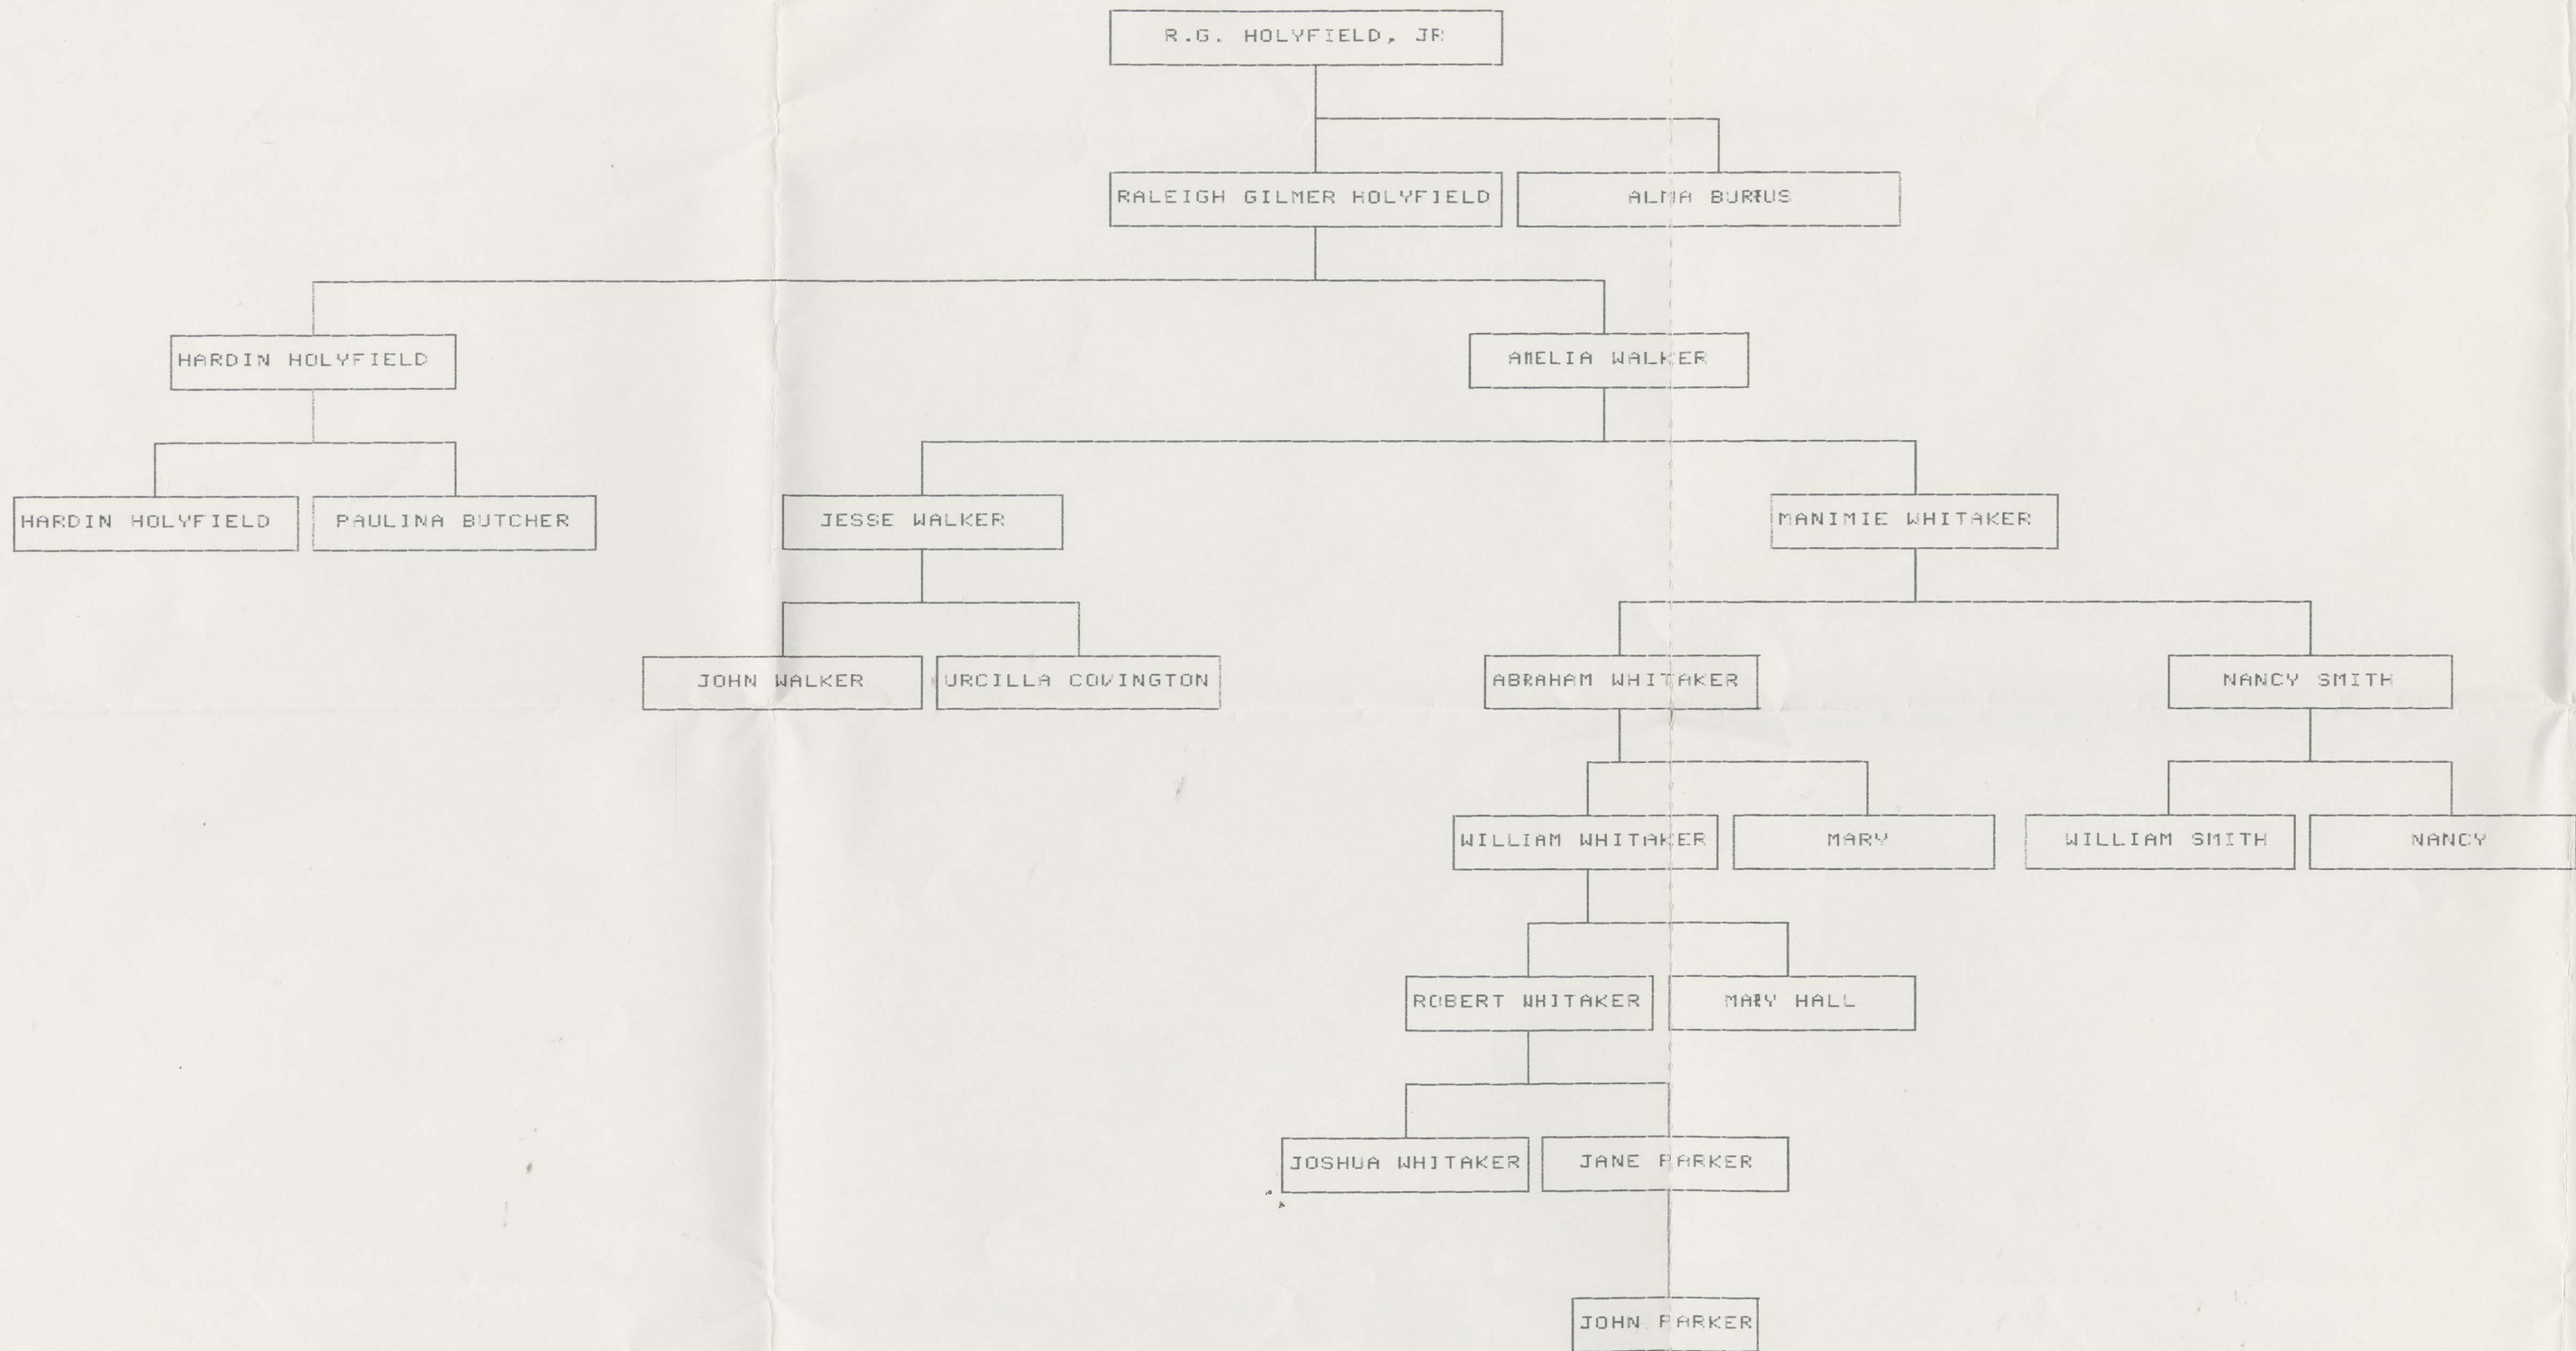 R.G. HOLYFIELD, JR
RALEIGH GILMER HOLYFIELD
ALMA
HARDIN HOLYFIELD
AMELIA WALKER
HARDIN HOLYFIELD
PAULINA BUTCHER
JESSE WALKER
MANIMIE WHITAKER
JOHN WALKER
URCILLA COVINGTON
ABRAHAM WHITAKER
NANCY SMITH
WILLIAM WHITAKER
MARY
WILLIAM SMITH
NANCY
ROBERT WHITAKER
MARY HALL
JOSHUA WHITAKER
JANE PARKER
JOHN PARKER